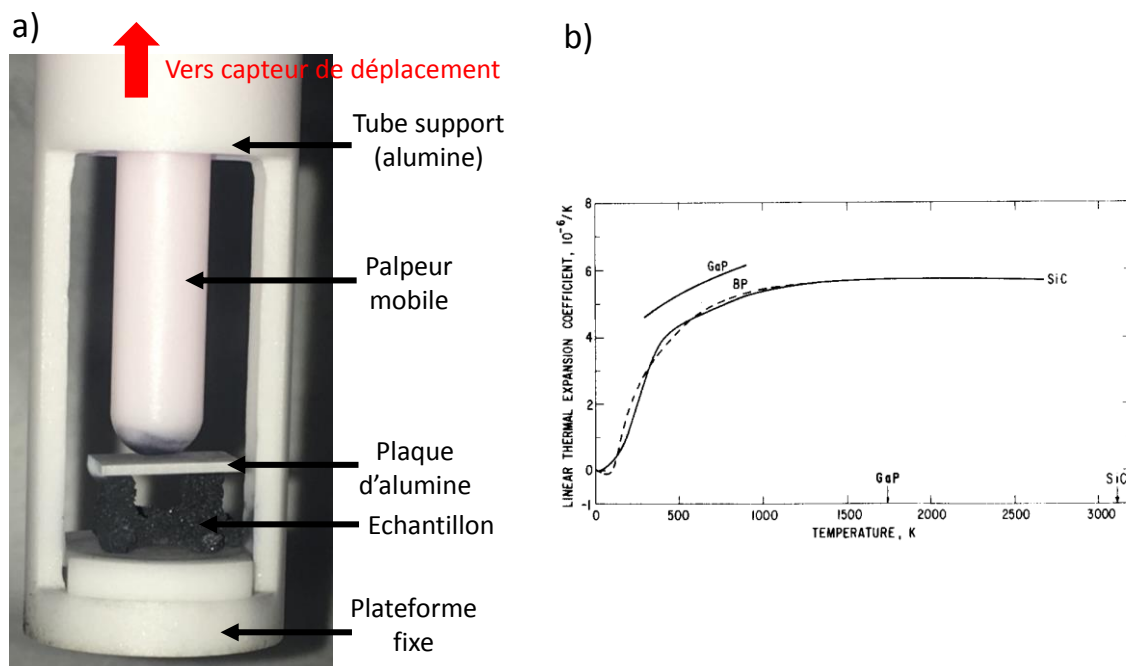 a)
Vers capteur de déplacement
Tube support
(alumine)
Palpeur
mobile
Plaque
d’alumine
Echantillon
Plateforme
fixe
b)
LINEAR THERMAL EXPANSION COEFFICIENT, 10⁻⁶/K
8
6
4
2
0
-1
GaP
BP
SiC
GaP
SiC
0
500
1000
1500
2000
2500
3000
TEMPERATURE, K